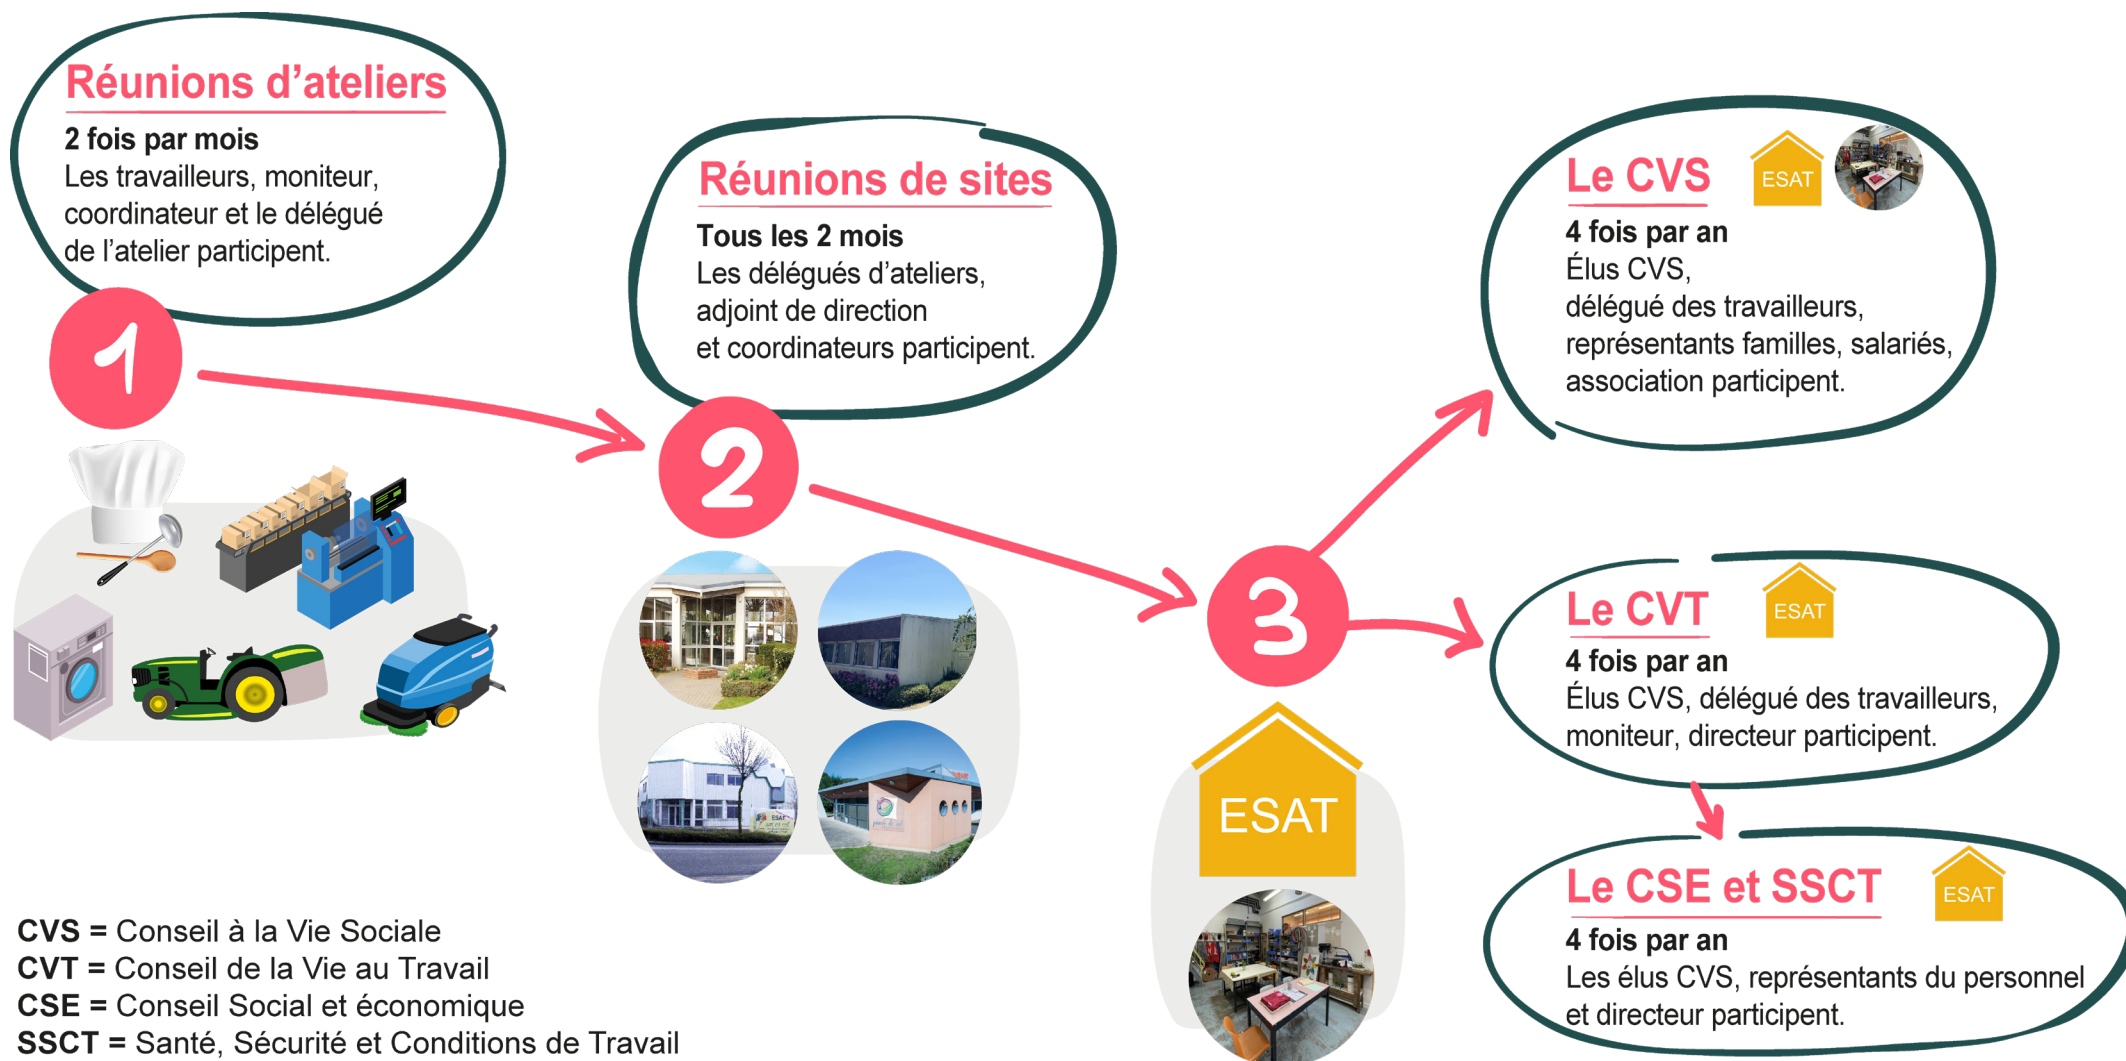 Réunions d'ateliers
2 fois par mois
Les travailleurs, moniteur,
coordinateur et le délégué
de l'atelier participent.
1
Réunions de sites
Tous les 2 mois
Les délégués d'ateliers,
adjoint de direction
et coordinateurs participent.
2
3
ESAT
ESAT
Le CVS
ESAT
4 fois par an
Élus CVS,
délégué des travailleurs,
représentants familles, salariés,
association participent.
Le CVT
ESAT
4 fois par an
Élus CVS, délégué des travailleurs,
moniteur, directeur participent.
Le CSE et SSCT
ESAT
4 fois par an
Les élus CVS, représentants du personnel
et directeur participent.
CVS = Conseil à la Vie Sociale
CVT = Conseil de la Vie au Travail
CSE = Conseil Social et économique
SSCT = Santé, Sécurité et Conditions de Travail